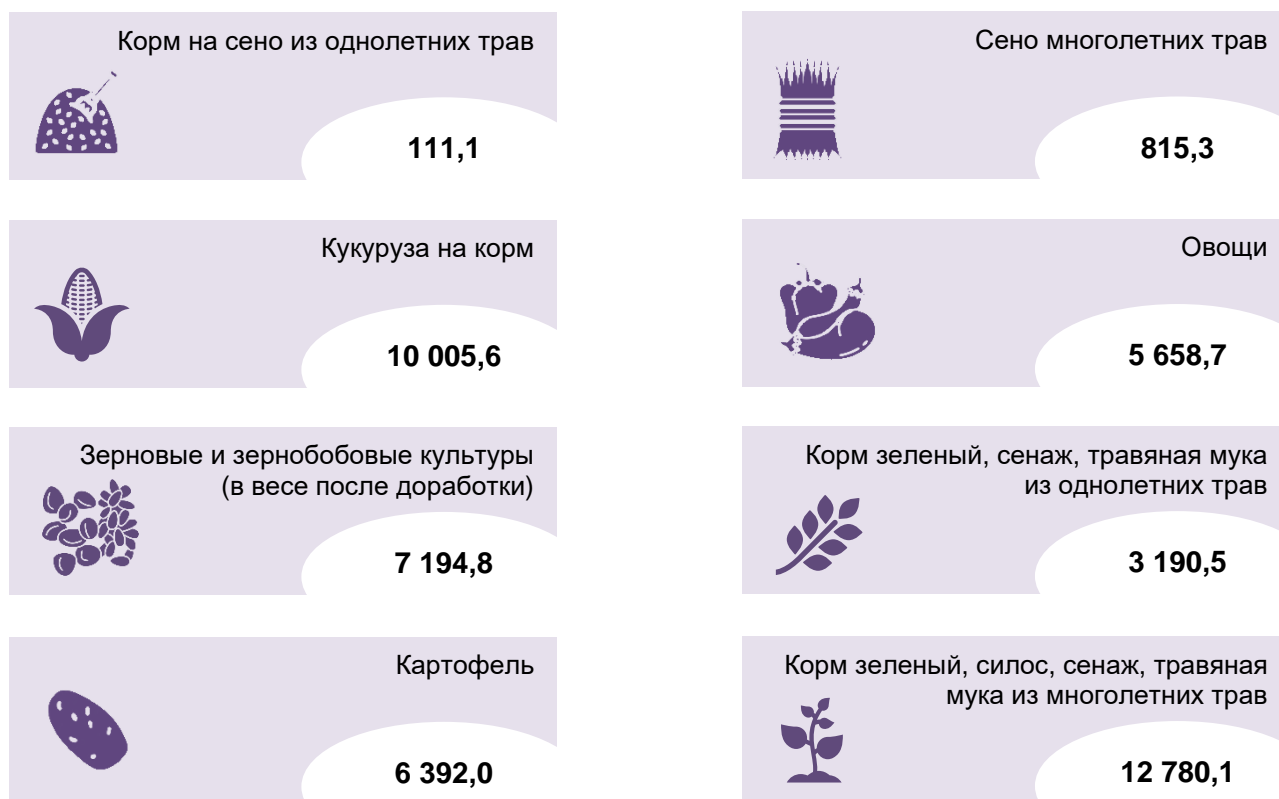 Корм на сено из однолетних трав
111,1
Сено многолетних трав
815,3
Кукуруза на корм
10 005,6
Овощи
5 658,7
Зерновые и зернобобовые культуры
(в весе после доработки)
7 194,8
Корм зеленый, сенаж, травяная мука
из однолетних трав
3 190,5
Картофель
6 392,0
Корм зеленый, силос, сенаж, травяная
мука из многолетних трав
12 780,1